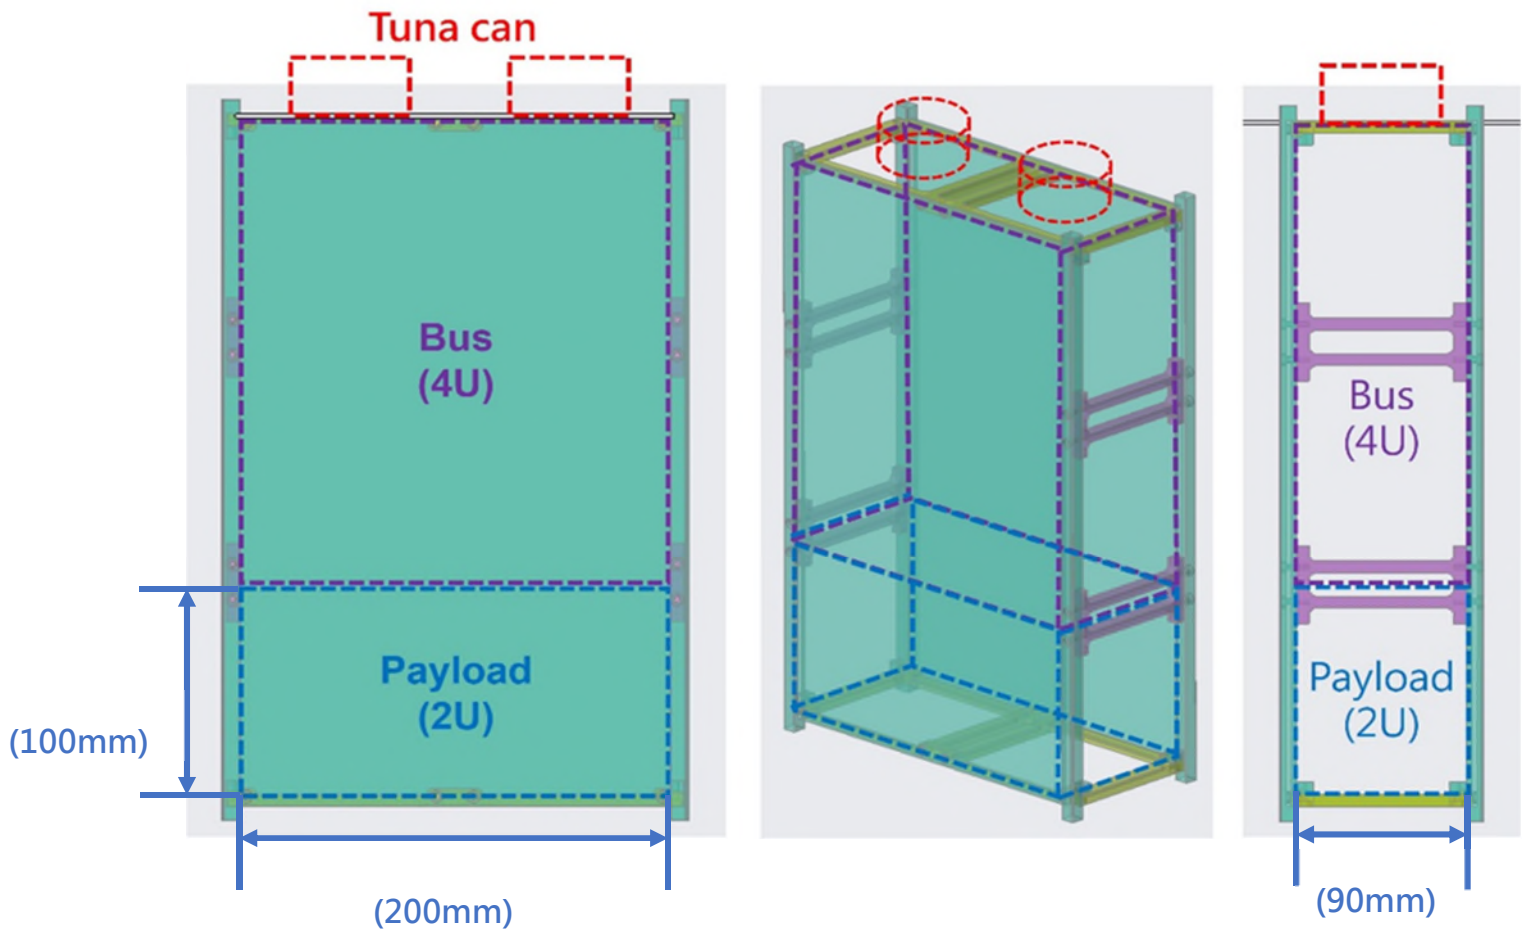 Tuna can
Bus
(4U)
Payload
(2U)
(100mm)
(200mm)
Bus
(4U)
Payload
(2U)
(90mm)